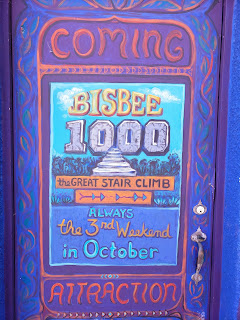 COMING
BISBEE
1000
the GREAT STAIR CLIMB
ALWAYS
the 3rd Weekend
in October
ATTRACTION